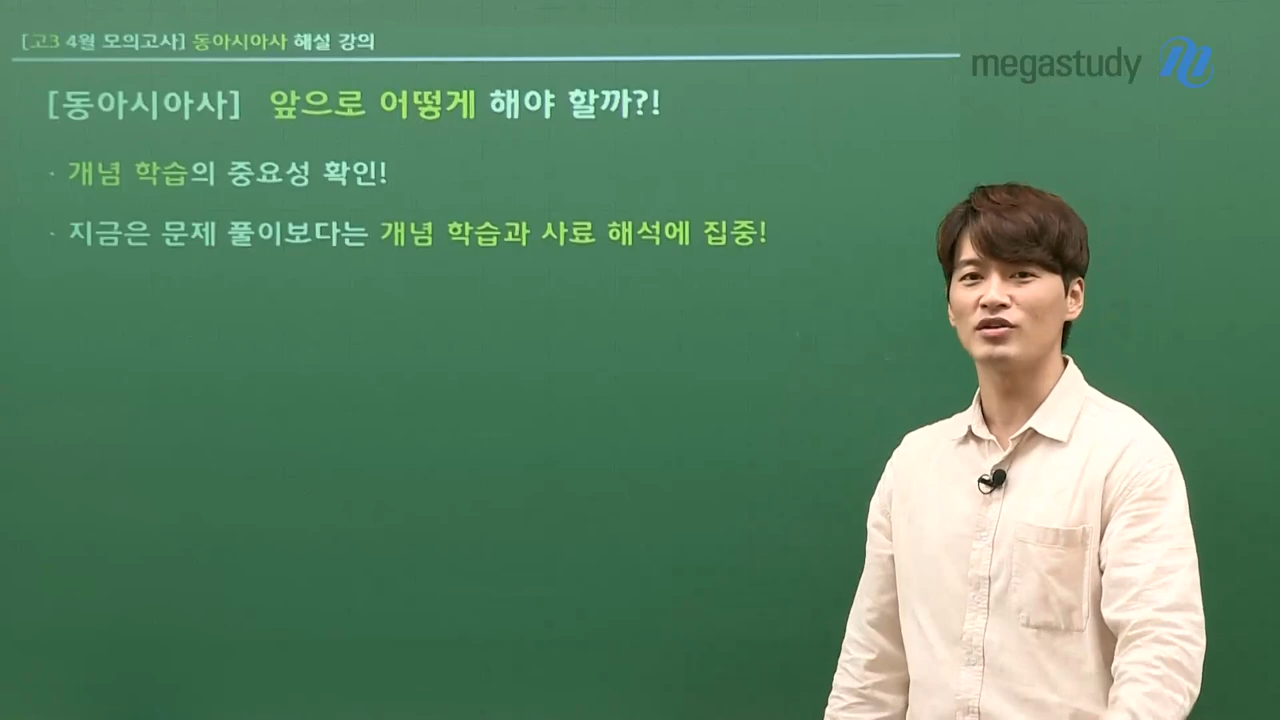 [고3 4월 모의고사] 동아시아사 해설 강의
megastudy
[동아시아사] 앞으로 어떻게 해야 할까?!
· 개념 학습의 중요성 확인!
· 지금은 문제 풀이보다는 개념 학습과 사료 해석에 집중!